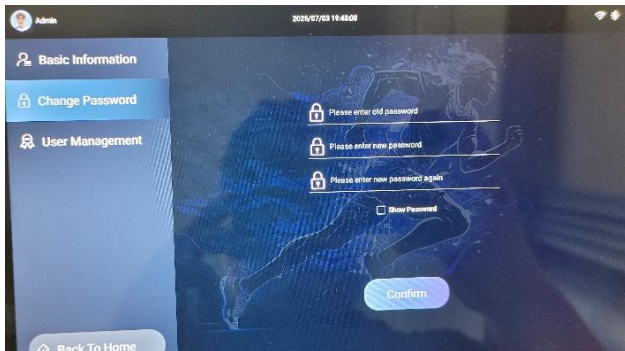 Admin
2025/07/03 19:43:00
Basic Information
Change Password
User Management
Please enter old password
Please enter new password
Please enter new password again
Show Password
Confirm
Back To Home